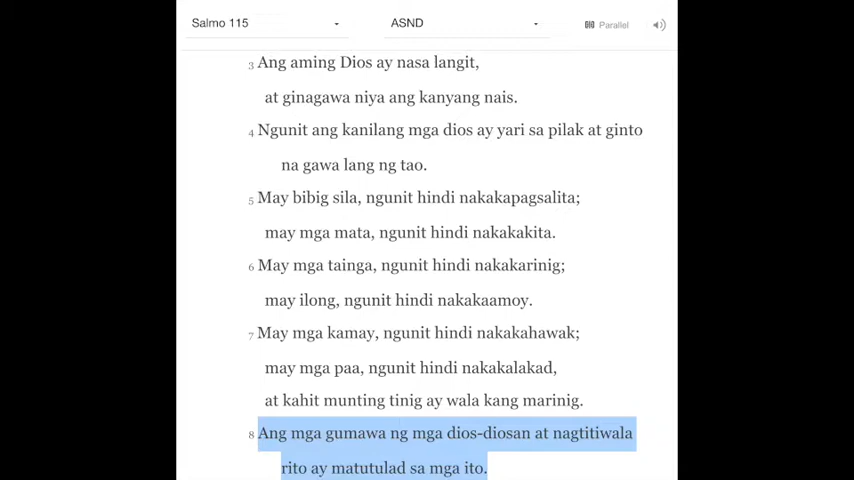 Salmo 115 ASND Parallel
3 Ang aming Dios ay nasa langit,
at ginagawa niya ang kanyang nais.
4 Ngunit ang kanilang mga dios ay yari sa pilak at ginto
na gawa lang ng tao.
5 May bibig sila, ngunit hindi nakakapagsalita;
may mga mata, ngunit hindi nakakakita.
6 May mga tainga, ngunit hindi nakakarinig;
may ilong, ngunit hindi nakakaamoy.
7 May mga kamay, ngunit hindi nakakahawak;
may mga paa, ngunit hindi nakakalakad,
at kahit munting tinig ay wala kang marinig.
8 Ang mga gumawa ng mga dios-diosan at nagtitiwala
rito ay matutulad sa mga ito.